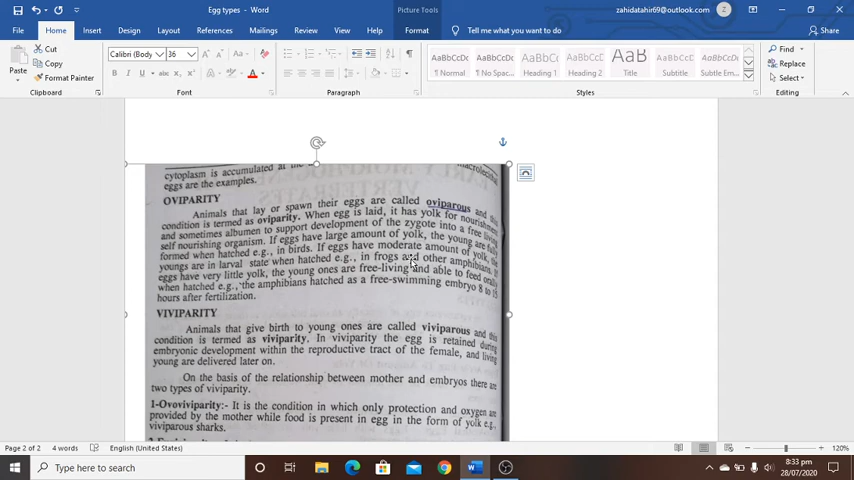 Egg types - Word
Picture Tools
zahidatahir69@outlook.com
Z
File Home Insert Draw Design Layout References Mailings Review View Help Format Tell me what you want to do Share
Paste
Cut
Copy
Format Painter
Calibri (Body 36
Clipboard Font Paragraph Styles Editing
AaBbCcDd AaBbCcDd AaBbC AaBbCc AaB AaBbCcD AaBbCcDd
¶ Normal ¶ No Spac... Heading 1 Heading 2 Title Subtitle Subtle Em...
Find
Replace
Select
cytoplasm is accumulated at the macrolecithal
eggs are the examples.
OVIPARITY
Animals that lay or spawn their eggs are called oviparous and this
condition is termed as oviparity. When egg is laid, it has yolk for nourishment
and sometimes albumen to support development of the zygote into a free living
self nourishing organism. If eggs have large amount of yolk, the young are fully
formed when hatched e.g., in birds. If eggs have moderate amount of yolk, the
youngs are in larval state when hatched e.g., in frogs and other amphibians. If
eggs have very little yolk, the young ones are free-living and able to feed
when hatched e.g., the amphibians hatched as a free-swimming embryo 8 to 15
hours after fertilization.
VIVIPARITY
Animals that give birth to young ones are called viviparous and this
condition is termed as viviparity. In viviparity the egg is retained during
embryonic development within the reproductive tract of the female, and living
young are delivered later on.
On the basis of the relationship between mother and embryos there are
two types of viviparity.
1-Ovoviviparity:- It is the condition in which only protection and oxygen are
provided by the mother while food is present in egg in the form of yolk e.g.,
viviparous sharks.
Page 2 of 2 4 words English (United States) 120%
Type here to search
8:33 pm
28/07/2020